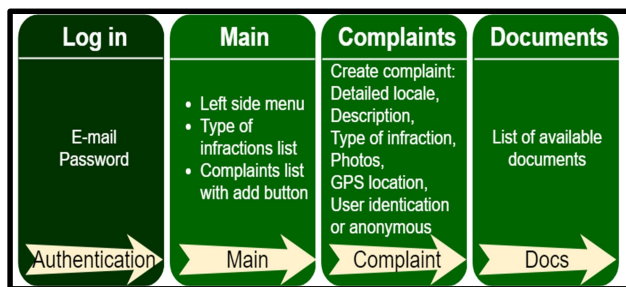 Log in
E-mail
Password
Authentication
Main
• Left side menu
• Type of
infractions list
• Complaints list
with add button
Main
Complaints
Create complaint:
Detailed locale,
Description,
Type of infraction,
Photos,
GPS location,
User identication
or anonymous
Complaint
Documents
List of available
documents
Docs